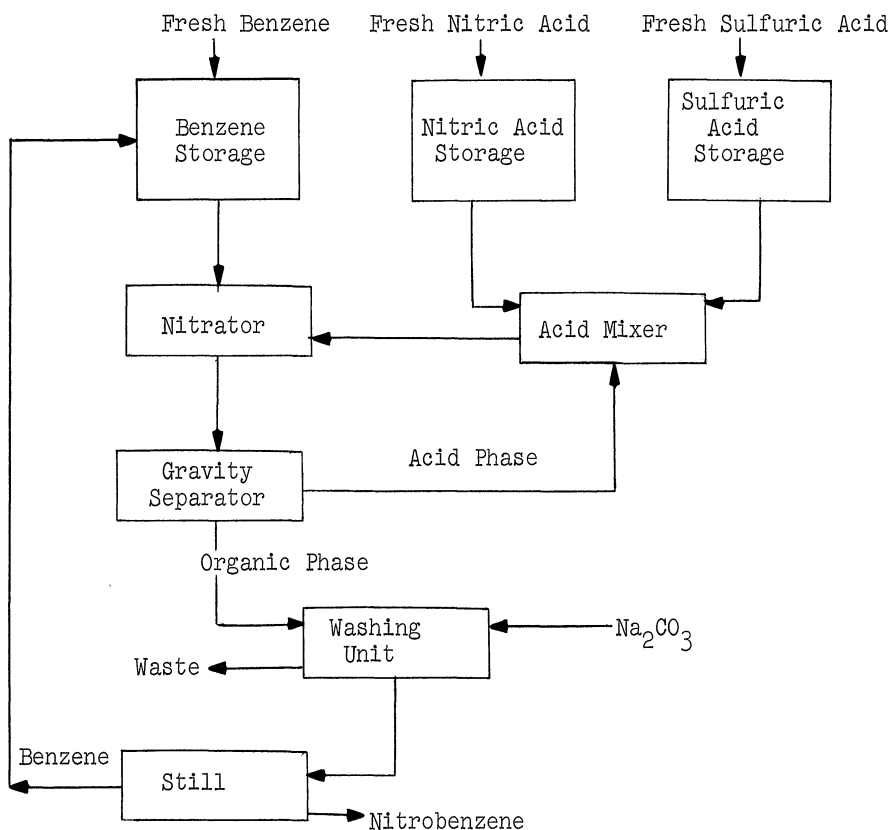 Fresh Benzene
Fresh Nitric Acid
Fresh Sulfuric Acid
Benzene
Storage
Nitric Acid
Storage
Sulfuric
Acid
Storage
Nitrator
Acid Mixer
Gravity
Separator
Acid Phase
Organic Phase
Washing
Unit
Na₂CO₃
Waste
Benzene
Still
Nitrobenzene